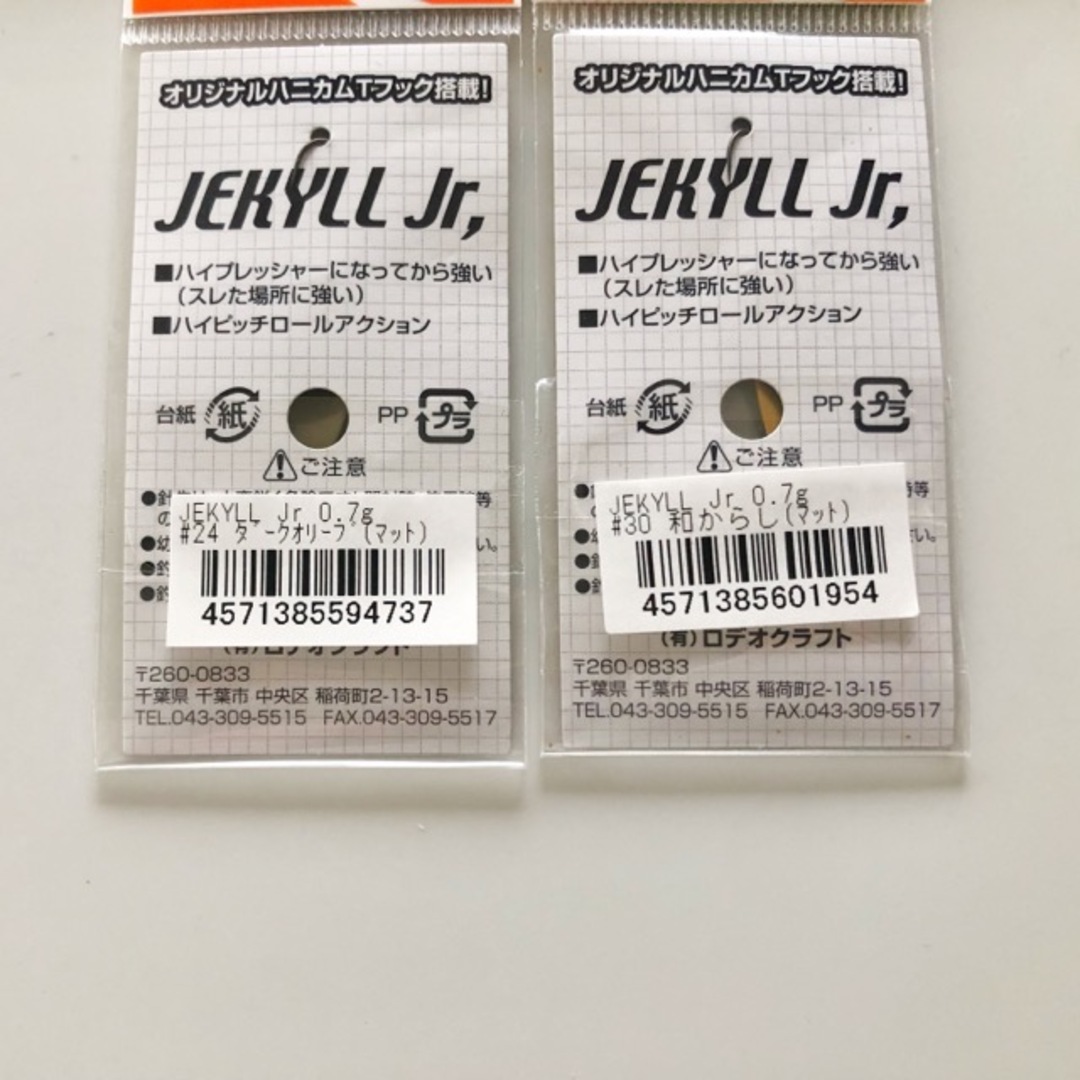 オリジナルハニカムTフック搭載!
JEKYLL Jr,
■ハイプレッシャーになってから強い
(スレた場所に強い)
■ハイピッチロールアクション
台紙 紙 PP プラ
ご注意
JEKYLL Jr 0.7g
#24 ダークオリーブ(マット)
4571385594737
(有)ロデオクラフト
〒260-0833
千葉県 千葉市 中央区 稲荷町2-13-15
TEL.043-309-5515 FAX.043-309-5517
オリジナルハニカムTフック搭載!
JEKYLL Jr,
■ハイプレッシャーになってから強い
(スレた場所に強い)
■ハイピッチロールアクション
台紙 紙 PP プラ
ご注意
JEKYLL Jr 0.7g
#30 和からし(マット)
4571385601954
(有)ロデオクラフト
〒260-0833
千葉県 千葉市 中央区 稲荷町2-13-15
TEL.043-309-5515 FAX.043-309-5517